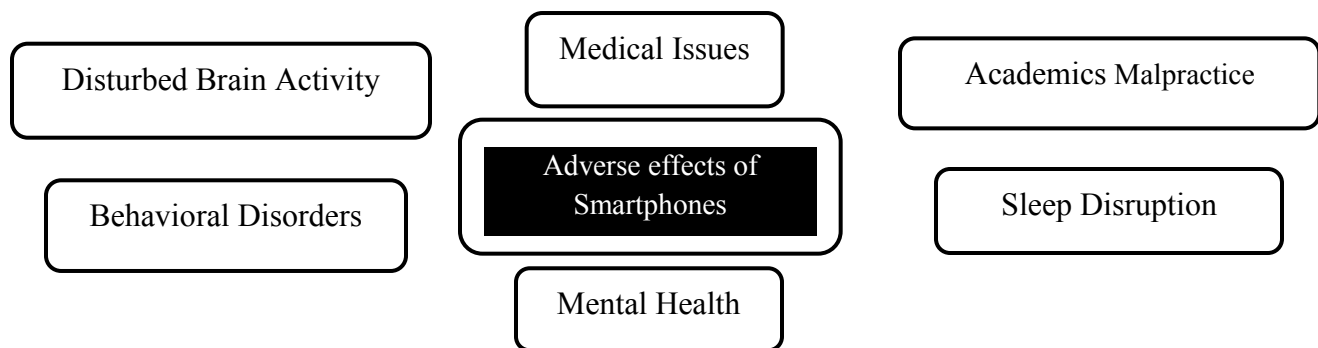 Medical Issues
Disturbed Brain Activity
Academics Malpractice
Adverse effects of
Smartphones
Behavioral Disorders
Sleep Disruption
Mental Health